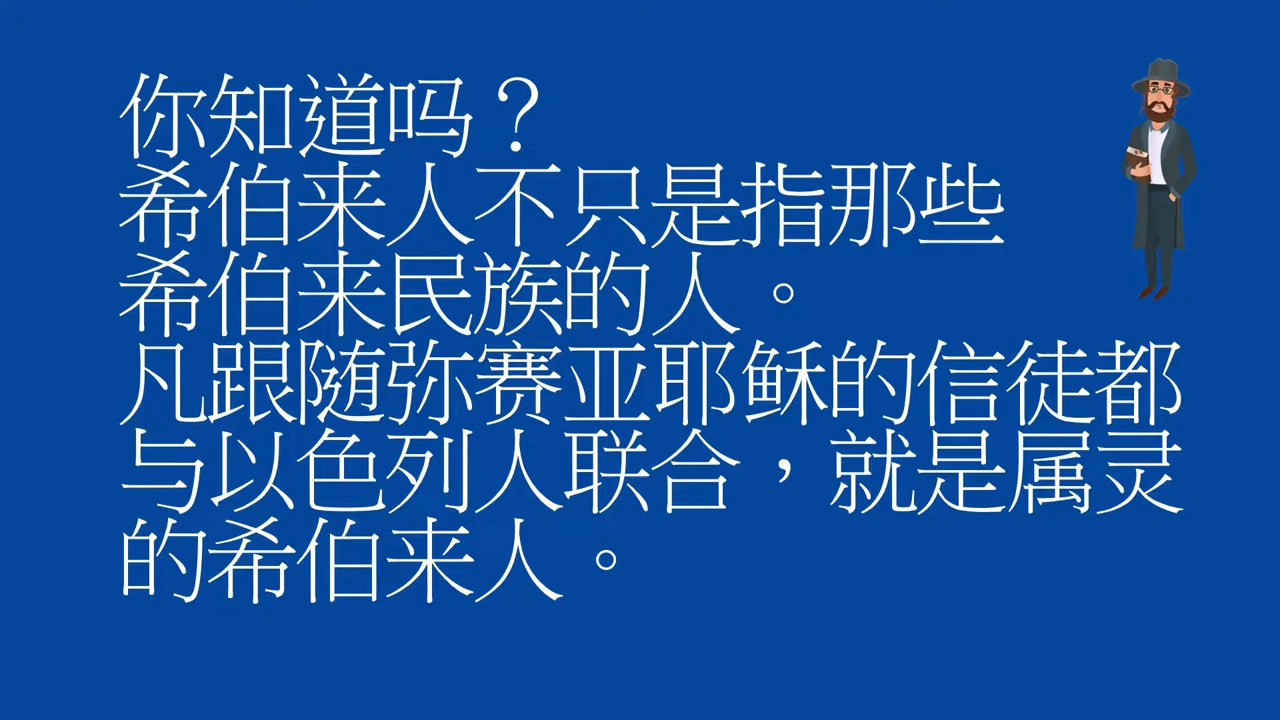 你知道吗？
希伯来人不只是指那些
希伯来民族的人。
凡跟随弥赛亚耶稣的信徒都
与以色列人联合，就是属灵
的希伯来人。